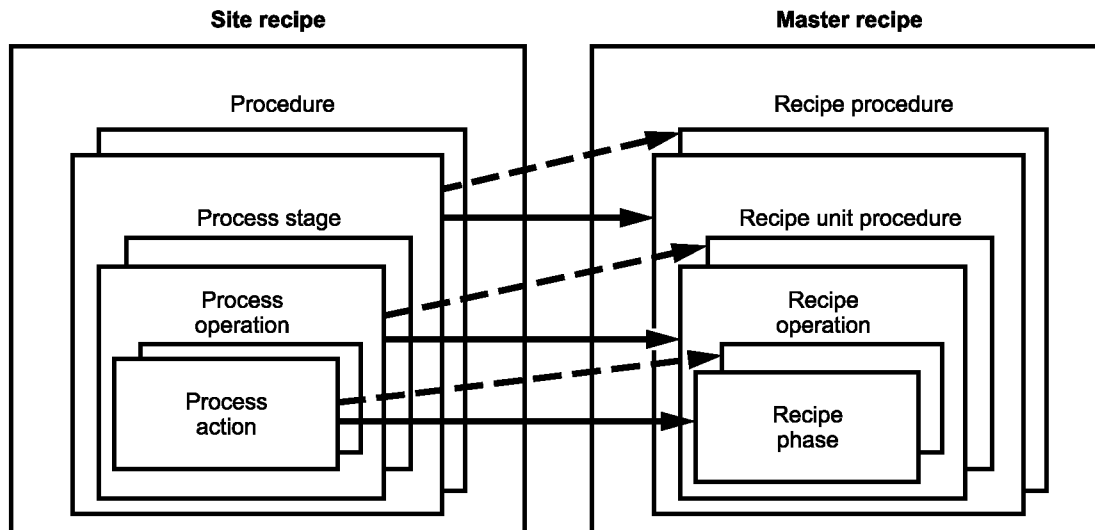 Site recipe
Master recipe
Procedure
Recipe procedure
Process stage
Recipe unit procedure
Process
operation
Recipe
operation
Process
action
Recipe
phase